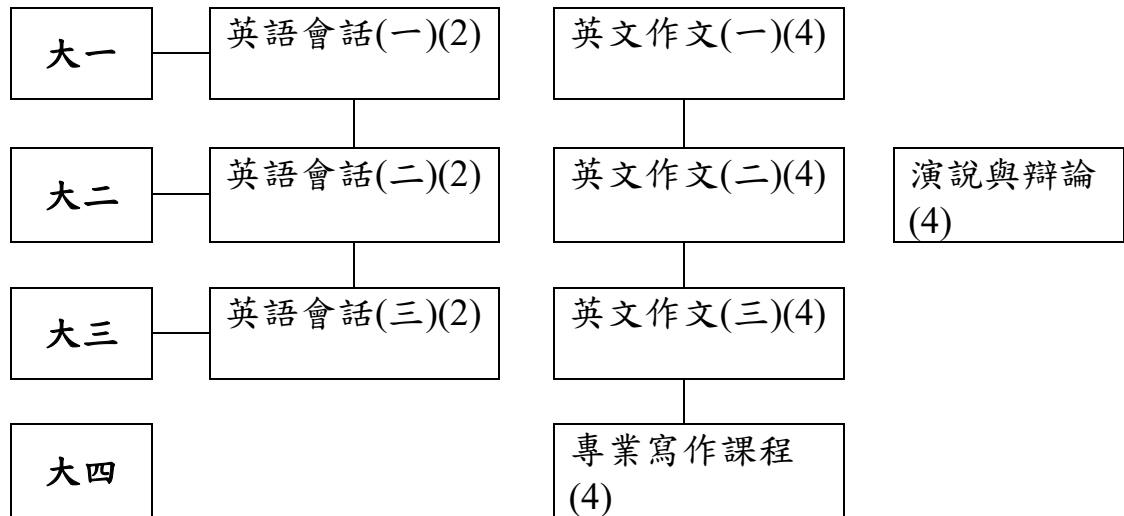 大一
英語會話(一)(2)
英文作文(一)(4)
大二
英語會話(二)(2)
英文作文(二)(4)
演說與辯論
(4)
大三
英語會話(三)(2)
英文作文(三)(4)
大四
專業寫作課程
(4)